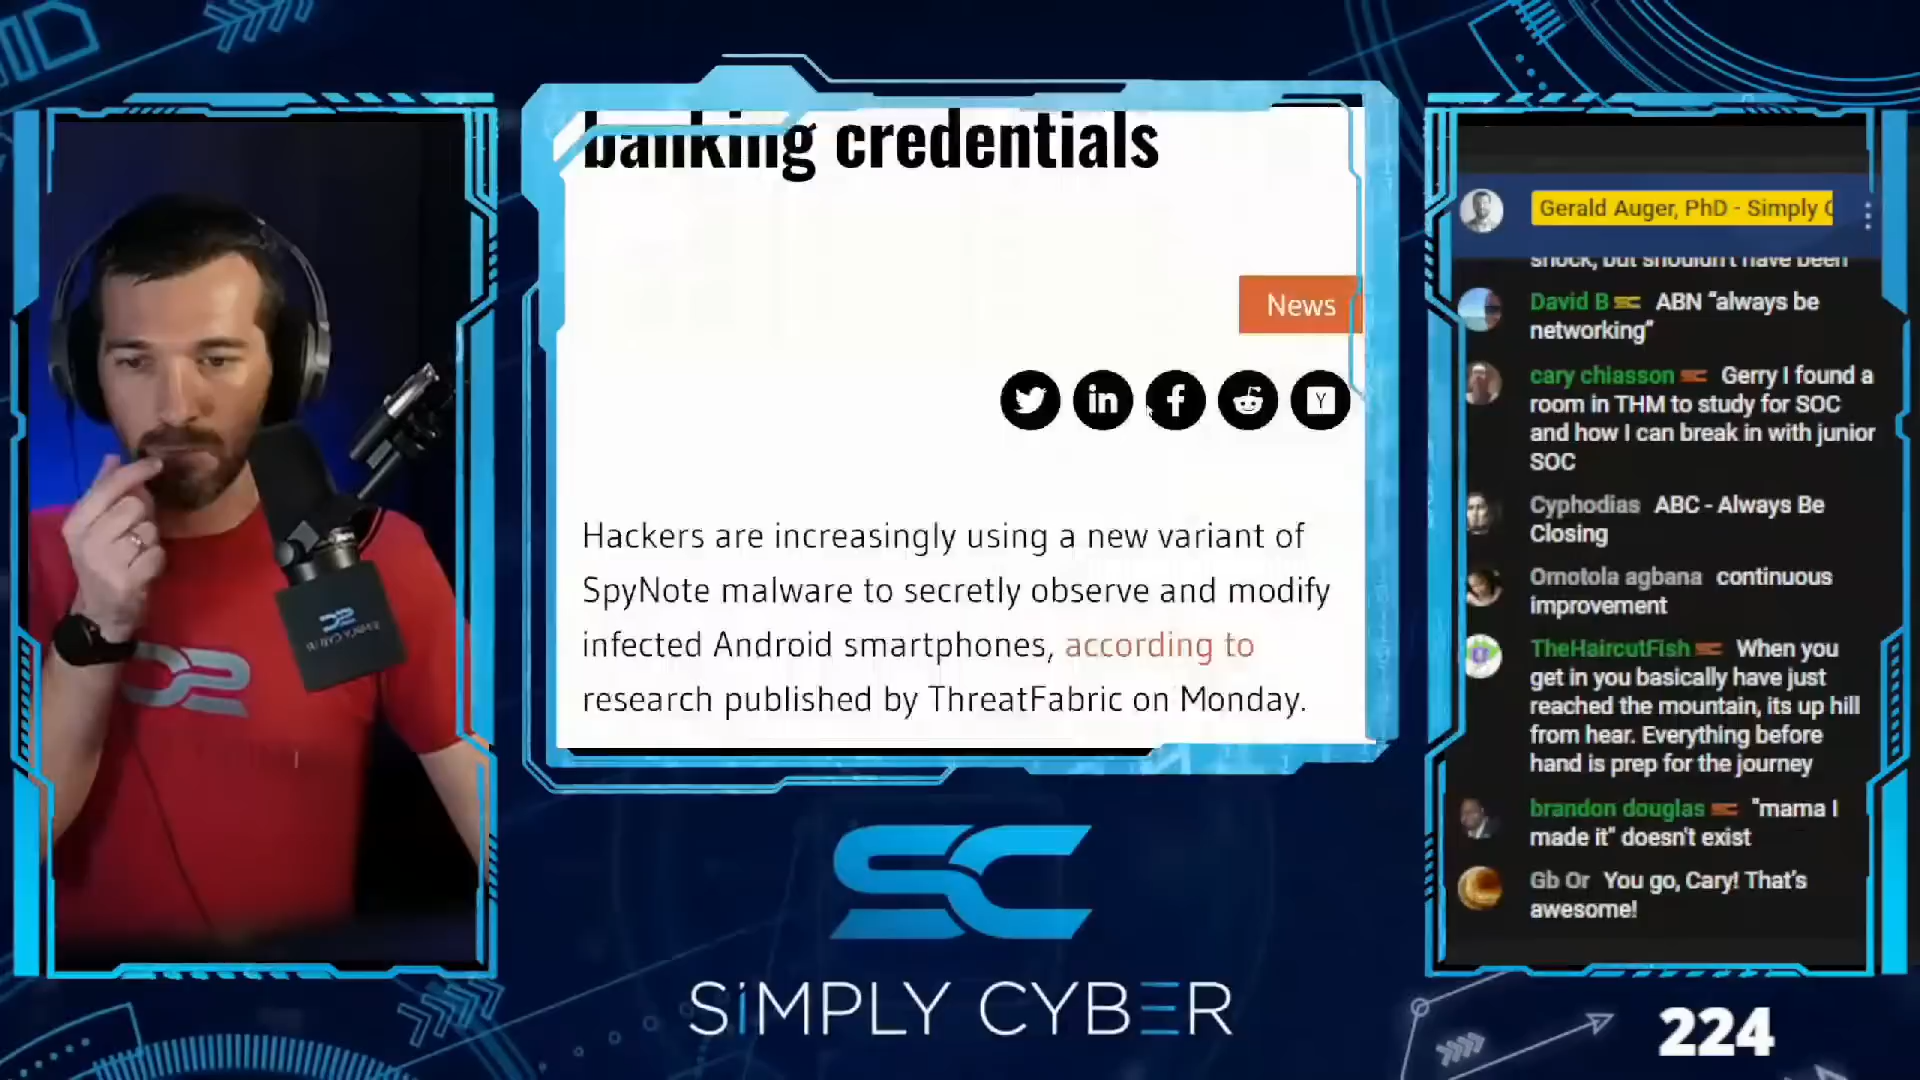 banking credentials
News
Hackers are increasingly using a new variant of
SpyNote malware to secretly observe and modify
infected Android smartphones, according to
research published by ThreatFabric on Monday.
SC
SiMPLY CYBER
Gerald Auger, PhD - Simply C
shock, but shouldn't have been
David B ABN “always be
networking”
cary chiasson Gerry I found a
room in THM to study for SOC
and how I can break in with junior
SOC
Cyphodias ABC - Always Be
Closing
Omotola agbana continuous
improvement
TheHaircutFish When you
get in you basically have just
reached the mountain, its up hill
from hear. Everything before
hand is prep for the journey
brandon douglas "mama I
made it" doesn't exist
Gb Or You go, Cary! That's
awesome!
224